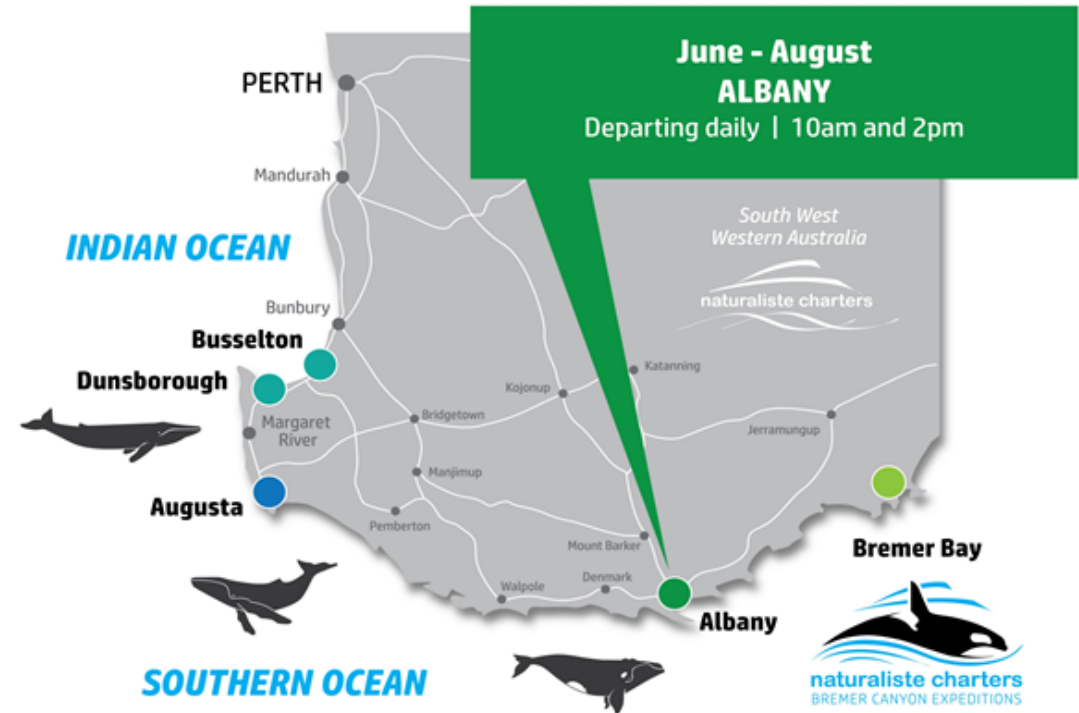 June - August
ALBANY
Departing daily | 10am and 2pm
PERTH
Mandurah
South West
Western Australia
naturaliste charters
INDIAN OCEAN
Bunbury
Busselton
Dunsborough
Katanning
Kojonup
Margaret
River
Bridgetown
Jerramungup
Manjimup
Augusta
Pemberton
Mount Barker
Bremer Bay
Walpole
Denmark
Albany
SOUTHERN OCEAN
naturaliste charters
BREMER CANYON EXPEDITIONS